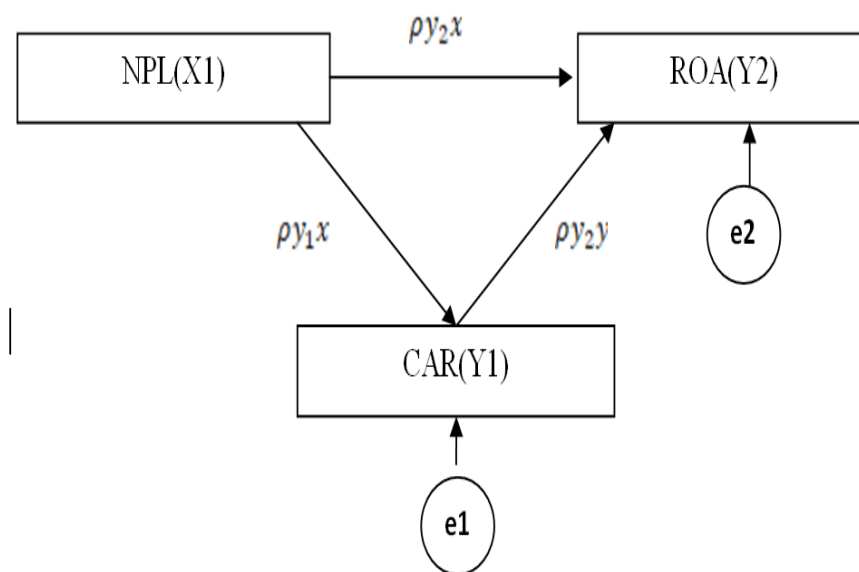 ρy₂x
NPL(X1)
ROA(Y2)
ρy₁x
ρy₂y
e2
CAR(Y1)
e1